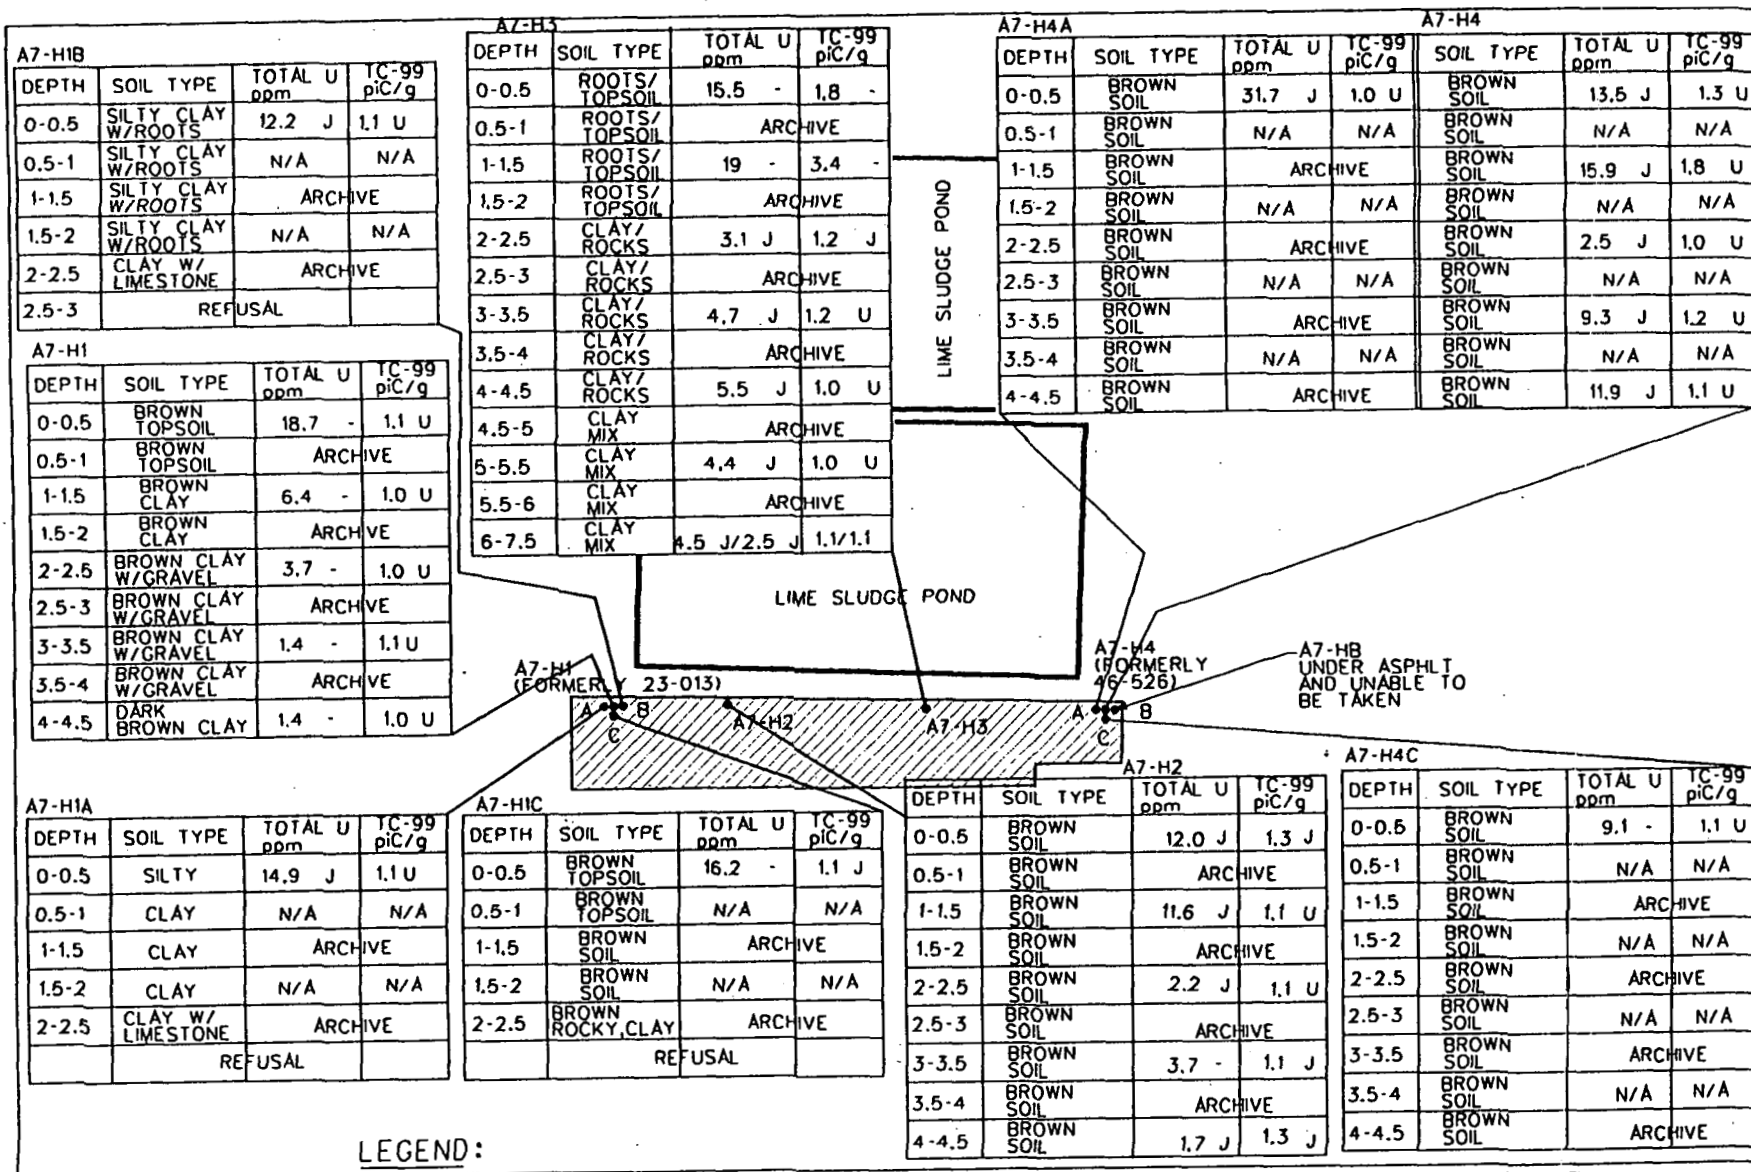 A7-H1B
DEPTH SOIL TYPE TOTAL U ppm TC-99 piC/g
0-0.5 SILTY CLAY W/ROOTS 12.2 J 1.1 U
0.5-1 SILTY CLAY W/ROOTS N/A N/A
1-1.5 SILTY CLAY W/ROOTS ARCHIVE
1.5-2 SILTY CLAY W/ROOTS N/A N/A
2-2.5 CLAY W/ LIMESTONE ARCHIVE
2.5-3 REFUSAL
A7-H1
DEPTH SOIL TYPE TOTAL U ppm TC-99 piC/g
0-0.5 BROWN TOPSOIL 18.7 - 1.1 U
0.5-1 BROWN TOPSOIL ARCHIVE
1-1.5 BROWN CLAY 6.4 - 1.0 U
1.5-2 BROWN CLAY ARCHIVE
2-2.5 BROWN CLAY W/GRAVEL 3.7 - 1.0 U
2.5-3 BROWN CLAY W/GRAVEL ARCHIVE
3-3.5 BROWN CLAY W/GRAVEL 1.4 - 1.1 U
3.5-4 BROWN CLAY W/GRAVEL ARCHIVE
4-4.5 DARK BROWN CLAY 1.4 - 1.0 U
A7-H3
DEPTH SOIL TYPE TOTAL U ppm TC-99 piC/g
0-0.5 ROOTS/ TOPSOIL 15.5 - 1.8 -
0.5-1 ROOTS/ TOPSOIL ARCHIVE
1-1.5 ROOTS/ TOPSOIL 19 - 3.4 -
1.5-2 ROOTS/ TOPSOIL ARCHIVE
2-2.5 CLAY/ ROCKS 3.1 J 1.2 J
2.5-3 CLAY/ ROCKS ARCHIVE
3-3.5 CLAY/ ROCKS 4.7 J 1.2 U
3.5-4 CLAY/ ROCKS ARCHIVE
4-4.5 CLAY/ ROCKS 5.5 J 1.0 U
4.5-5 CLAY MIX ARCHIVE
5-5.5 CLAY MIX 4.4 J 1.0 U
5.5-6 CLAY MIX ARCHIVE
6-7.5 CLAY MIX 4.5 J/2.5 J 1.1/1.1
LIME SLUDGE POND
A7-H4A A7-H4
DEPTH SOIL TYPE TOTAL U ppm TC-99 piC/g SOIL TYPE TOTAL U ppm TC-99 piC/g
0-0.5 BROWN SOIL 31.7 J 1.0 U BROWN SOIL 13.5 J 1.3 U
0.5-1 BROWN SOIL N/A N/A BROWN SOIL N/A N/A
1-1.5 BROWN SOIL ARCHIVE BROWN SOIL 15.9 J 1.8 U
1.5-2 BROWN SOIL N/A N/A BROWN SOIL N/A N/A
2-2.5 BROWN SOIL ARCHIVE BROWN SOIL 2.5 J 1.0 U
2.5-3 BROWN SOIL N/A N/A BROWN SOIL N/A N/A
3-3.5 BROWN SOIL ARCHIVE BROWN SOIL 9.3 J 1.2 U
3.5-4 BROWN SOIL N/A N/A BROWN SOIL N/A N/A
4-4.5 BROWN SOIL ARCHIVE BROWN SOIL 11.9 J 1.1 U
LIME SLUDGE POND
A7-H1
(FORMERLY 23-013)
A B
C
A7-H2
A7-H3
A7-H4
(FORMERLY
46-526)
A B
C
A7-HB
UNDER ASPHLT
AND UNABLE TO
BE TAKEN
A7-H1A
DEPTH SOIL TYPE TOTAL U ppm TC-99 piC/g
0-0.5 SILTY 14.9 J 1.1 U
0.5-1 CLAY N/A N/A
1-1.5 CLAY ARCHIVE
1.5-2 CLAY N/A N/A
2-2.5 CLAY W/ LIMESTONE ARCHIVE
REFUSAL
A7-H1C
DEPTH SOIL TYPE TOTAL U ppm TC-99 piC/g
0-0.5 BROWN TOPSOIL 16.2 - 1.1 J
0.5-1 BROWN TOPSOIL N/A N/A
1-1.5 BROWN SOIL ARCHIVE
1.5-2 BROWN SOIL N/A N/A
2-2.5 BROWN ROCKY,CLAY ARCHIVE
REFUSAL
A7-H2
DEPTH SOIL TYPE TOTAL U ppm TC-99 piC/g
0-0.5 BROWN SOIL 12.0 J 1.3 J
0.5-1 BROWN SOIL ARCHIVE
1-1.5 BROWN SOIL 11.6 J 1.1 U
1.5-2 BROWN SOIL ARCHIVE
2-2.5 BROWN SOIL 2.2 J 1.1 U
2.5-3 BROWN SOIL ARCHIVE
3-3.5 BROWN SOIL 3.7 - 1.1 J
3.5-4 BROWN SOIL ARCHIVE
4-4.5 BROWN SOIL 1.7 J 1.3 J
A7-H4C
DEPTH SOIL TYPE TOTAL U ppm TC-99 piC/g
0-0.5 BROWN SOIL 9.1 - 1.1 U
0.5-1 BROWN SOIL N/A N/A
1-1.5 BROWN SOIL ARCHIVE
1.5-2 BROWN SOIL N/A N/A
2-2.5 BROWN SOIL ARCHIVE
2.5-3 BROWN SOIL N/A N/A
3-3.5 BROWN SOIL ARCHIVE
3.5-4 BROWN SOIL N/A N/A
4-4.5 BROWN SOIL ARCHIVE
LEGEND: